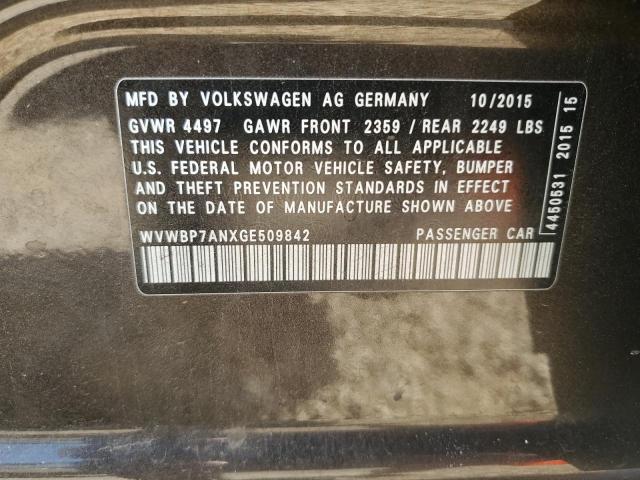 MFD BY VOLKSWAGEN AG GERMANY 10/2015
GVWR 4497 GAWR FRONT 2359 / REAR 2249 LBS
THIS VEHICLE CONFORMS TO ALL APPLICABLE
U.S. FEDERAL MOTOR VEHICLE SAFETY, BUMPER
AND THEFT PREVENTION STANDARDS IN EFFECT
ON THE DATE OF MANUFACTURE SHOWN ABOVE
WVWBP7ANXGE509842 PASSENGER CAR
4450531 2015 15